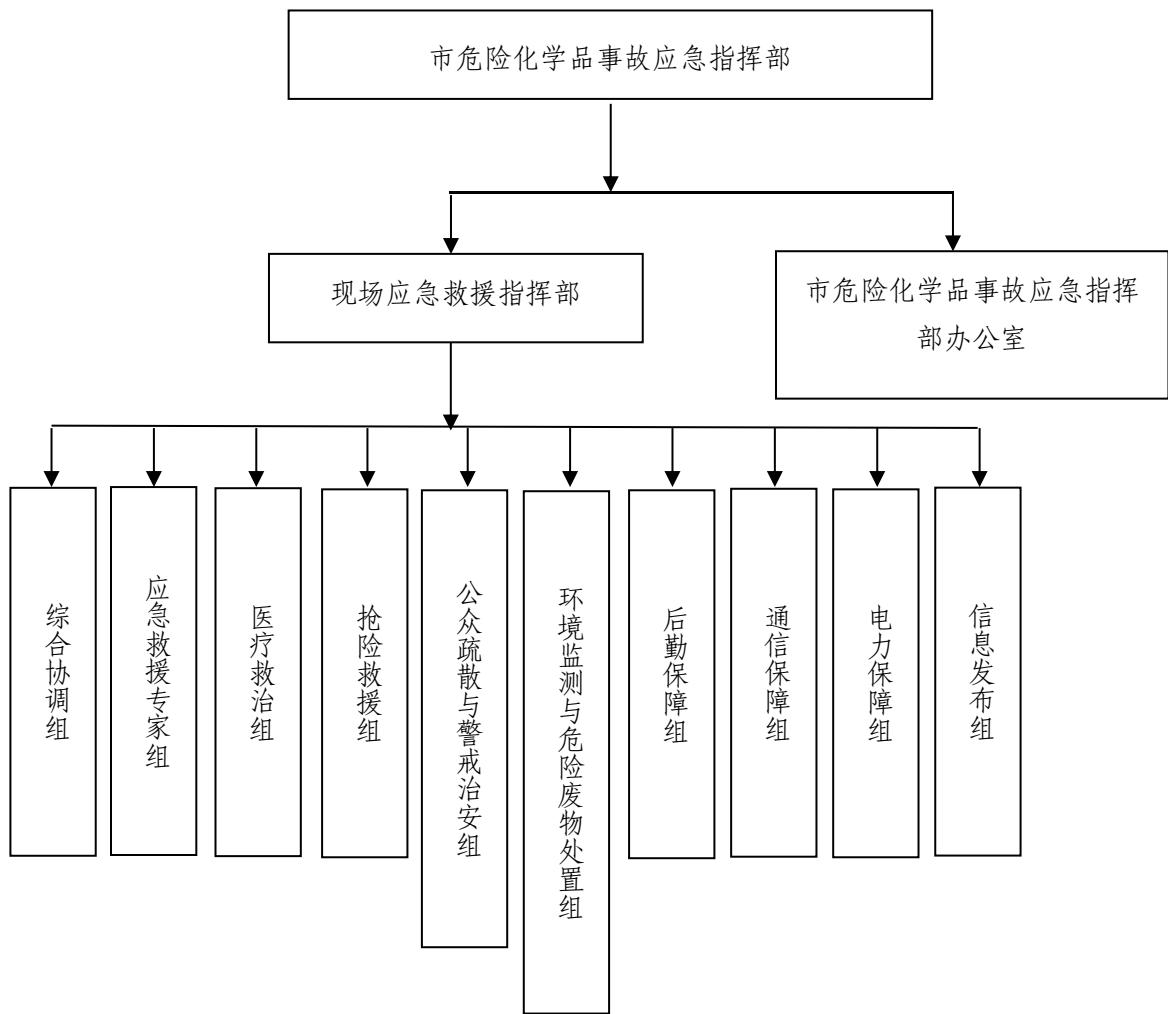 市危险化学品事故应急指挥部
现场应急救援指挥部
市危险化学品事故应急指挥
部办公室
综合协调组
应急救援专家组
医疗救治组
抢险救援组
公众疏散与警戒治安组
环境监测与危险废物处置组
后勤保障组
通信保障组
电力保障组
信息发布组